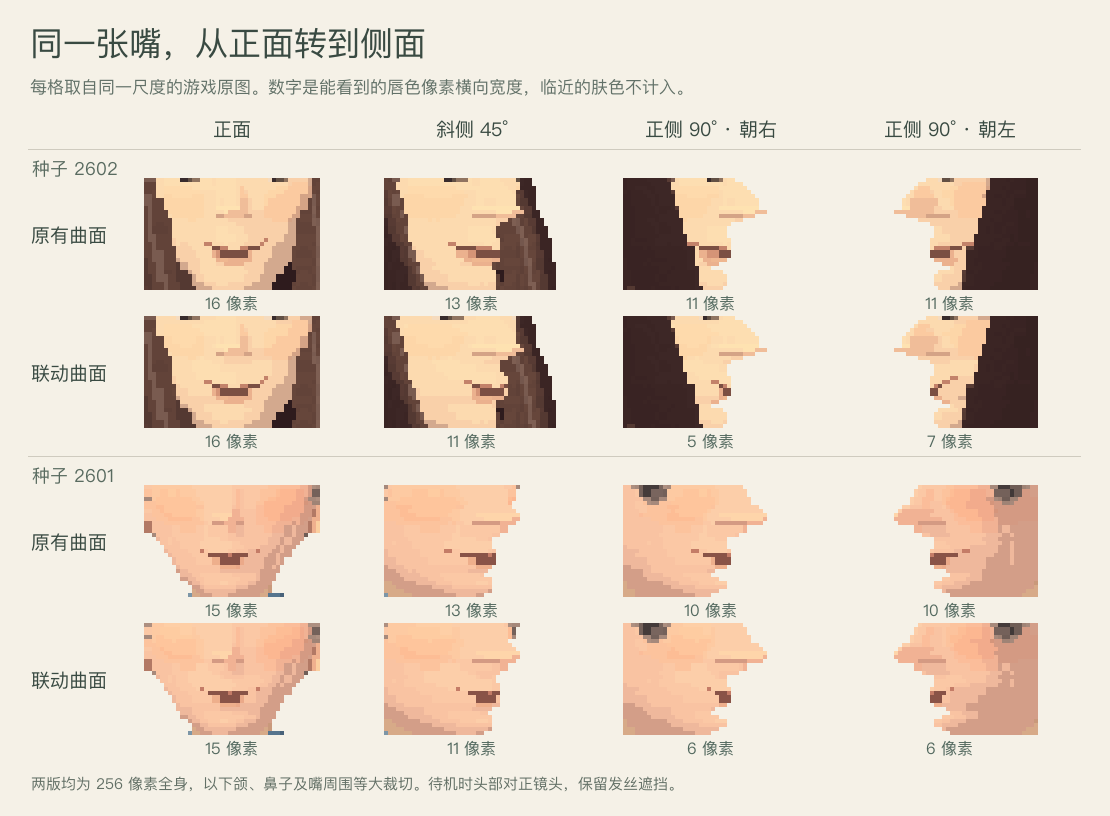 同一张嘴，从正面转到侧面
每格取自同一尺度的游戏原图。数字是能看到的唇色像素横向宽度，临近的肤色不计入。
正面 斜侧 45° 正侧 90° · 朝右 正侧 90° · 朝左
种子 2602
原有曲面
16 像素 13 像素 11 像素 11 像素
联动曲面
16 像素 11 像素 5 像素 7 像素
种子 2601
原有曲面
15 像素 13 像素 10 像素 10 像素
联动曲面
15 像素 11 像素 6 像素 6 像素
两版均为 256 像素全身，以下颌、鼻子及嘴周围等大裁切。待机时头部对正镜头，保留发丝遮挡。